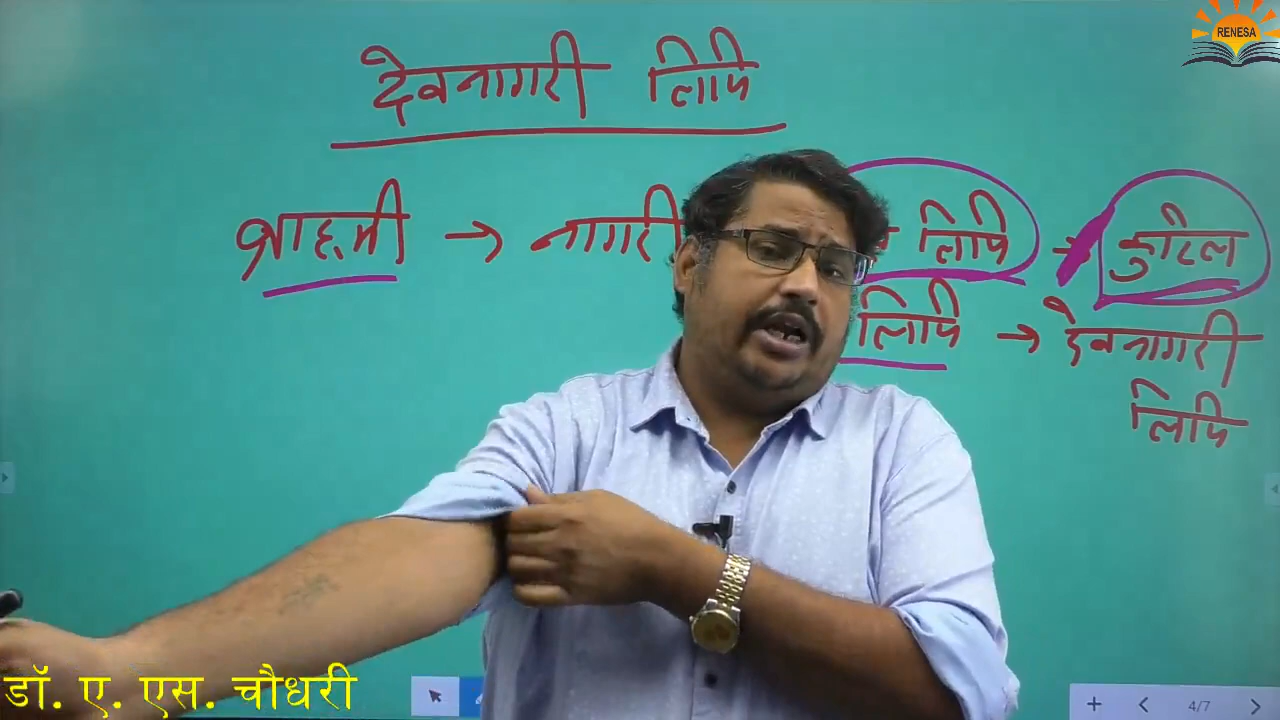 RENESA
देवनागरी लिपि
ब्राह्मी → नागरी लिपि → कुटिल
लिपि → देवनागरी
लिपि
डॉ. ए. एस. चौधरी
4/7